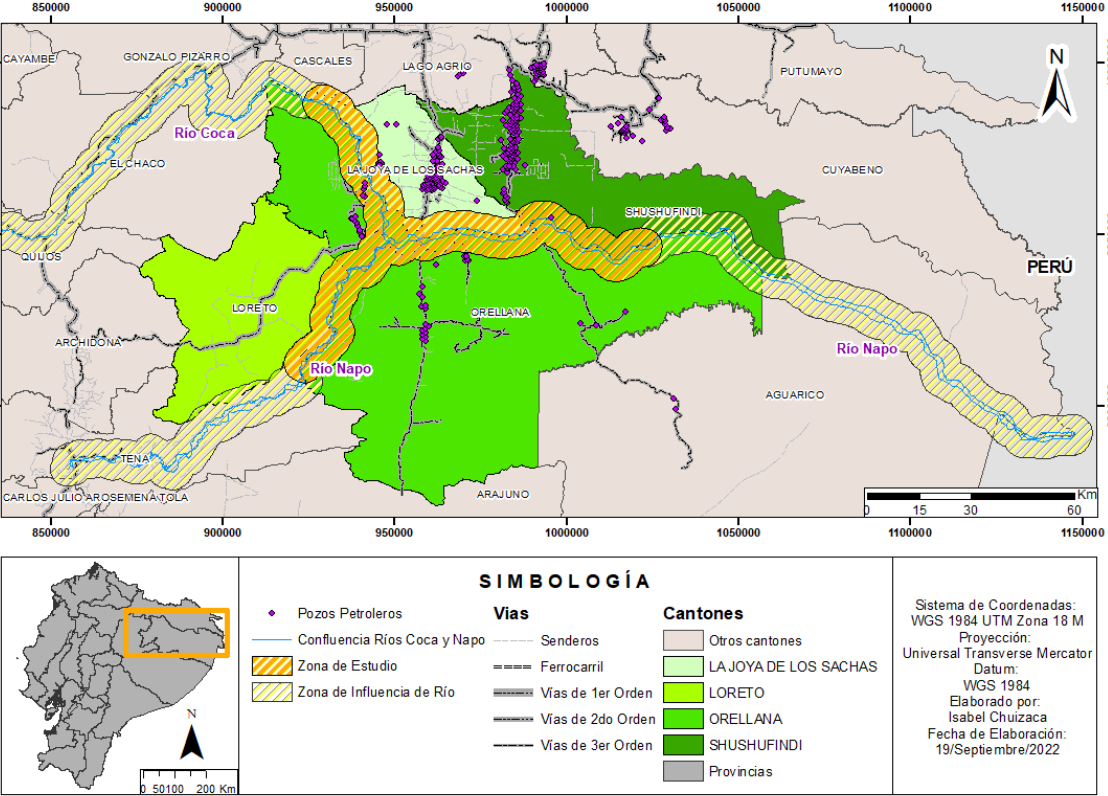 850000 900000 950000 1000000 1050000 1100000 1150000
CAYAMBE
GONZALO PIZARRO
CASCALES
LAGO AGRIO
PUTUMAYO
N
Río Coca
EL CHACO
LA JOYA DE LOS SACHAS
CUYABENO
SHUSHUFINDI
QUIJOS
PERÚ
LORETO
ORELLANA
ARCHIDONA
Río Napo
Río Napo
AGUARICO
TENA
CARLOS JULIO AROSEMENA TOLA
ARAJUNO
Km
0 15 30 60
850000 900000 950000 1000000 1050000 1100000 1150000
SIMBOLOGÍA
Pozos Petroleros
Confluencia Ríos Coca y Napo
Zona de Estudio
Zona de Influencia de Río
Vías
Senderos
Ferrocarril
Vías de 1er Orden
Vías de 2do Orden
Vías de 3er Orden
Cantones
Otros cantones
LA JOYA DE LOS SACHAS
LORETO
ORELLANA
SHUSHUFINDI
Provincias
Sistema de Coordenadas:
WGS 1984 UTM Zona 18 M
Proyección:
Universal Transverse Mercator
Datum:
WGS 1984
Elaborado por:
Isabel Chuizaca
Fecha de Elaboración:
19/Septiembre/2022
N
0 50100 200 Km